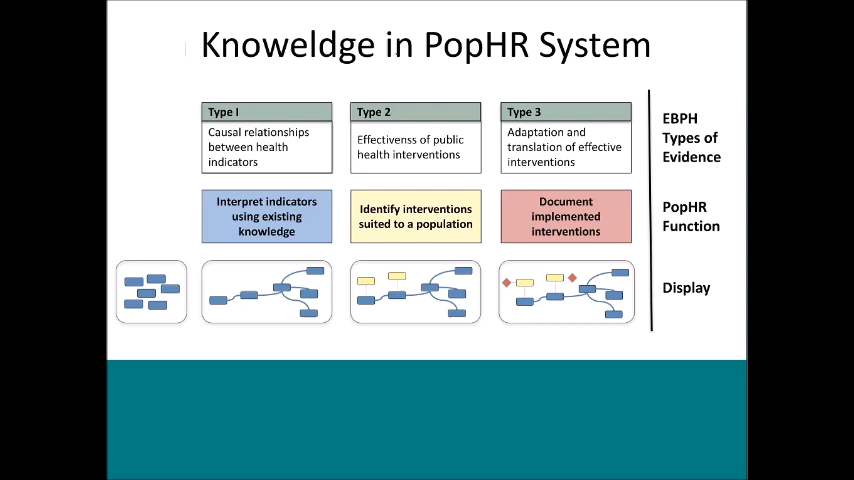 Knoweldge in PopHR System
Type I
Causal relationships
between health
indicators
Type 2
Effectivenss of public
health interventions
Type 3
Adaptation and
translation of effective
interventions
EBPH
Types of
Evidence
Interpret indicators
using existing
knowledge
Identify interventions
suited to a population
Document
implemented
interventions
PopHR
Function
Display